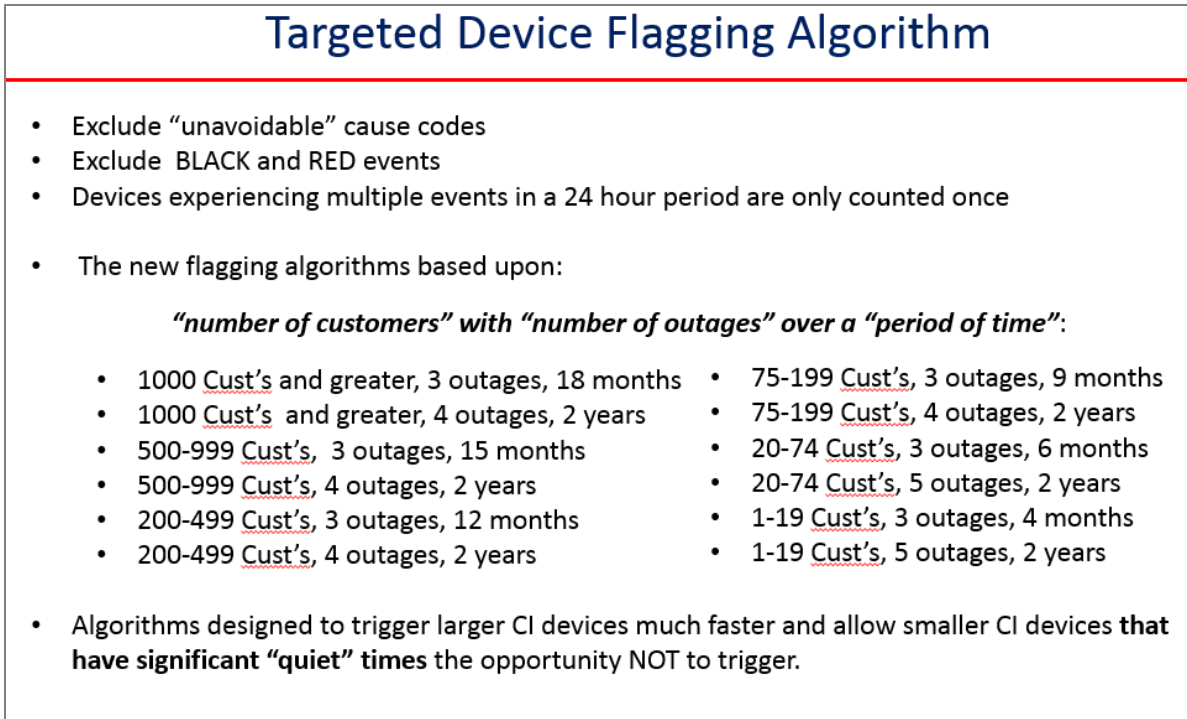 Targeted Device Flagging Algorithm
• Exclude “unavoidable” cause codes
• Exclude  BLACK and RED events
• Devices experiencing multiple events in a 24 hour period are only counted once
•  The new flagging algorithms based upon:
“number of customers” with “number of outages” over a “period of time”:
• 1000 Cust’s and greater, 3 outages, 18 months
• 1000 Cust’s  and greater, 4 outages, 2 years
• 500-999 Cust’s,  3 outages, 15 months
• 500-999 Cust’s, 4 outages, 2 years
• 200-499 Cust’s, 3 outages, 12 months
• 200-499 Cust’s, 4 outages, 2 years
• 75-199 Cust’s, 3 outages, 9 months
• 75-199 Cust’s, 4 outages, 2 years
• 20-74 Cust’s, 3 outages, 6 months
• 20-74 Cust’s, 5 outages, 2 years
• 1-19 Cust’s, 3 outages, 4 months
• 1-19 Cust’s, 5 outages, 2 years
• Algorithms designed to trigger larger CI devices much faster and allow smaller CI devices that
have significant “quiet” times the opportunity NOT to trigger.